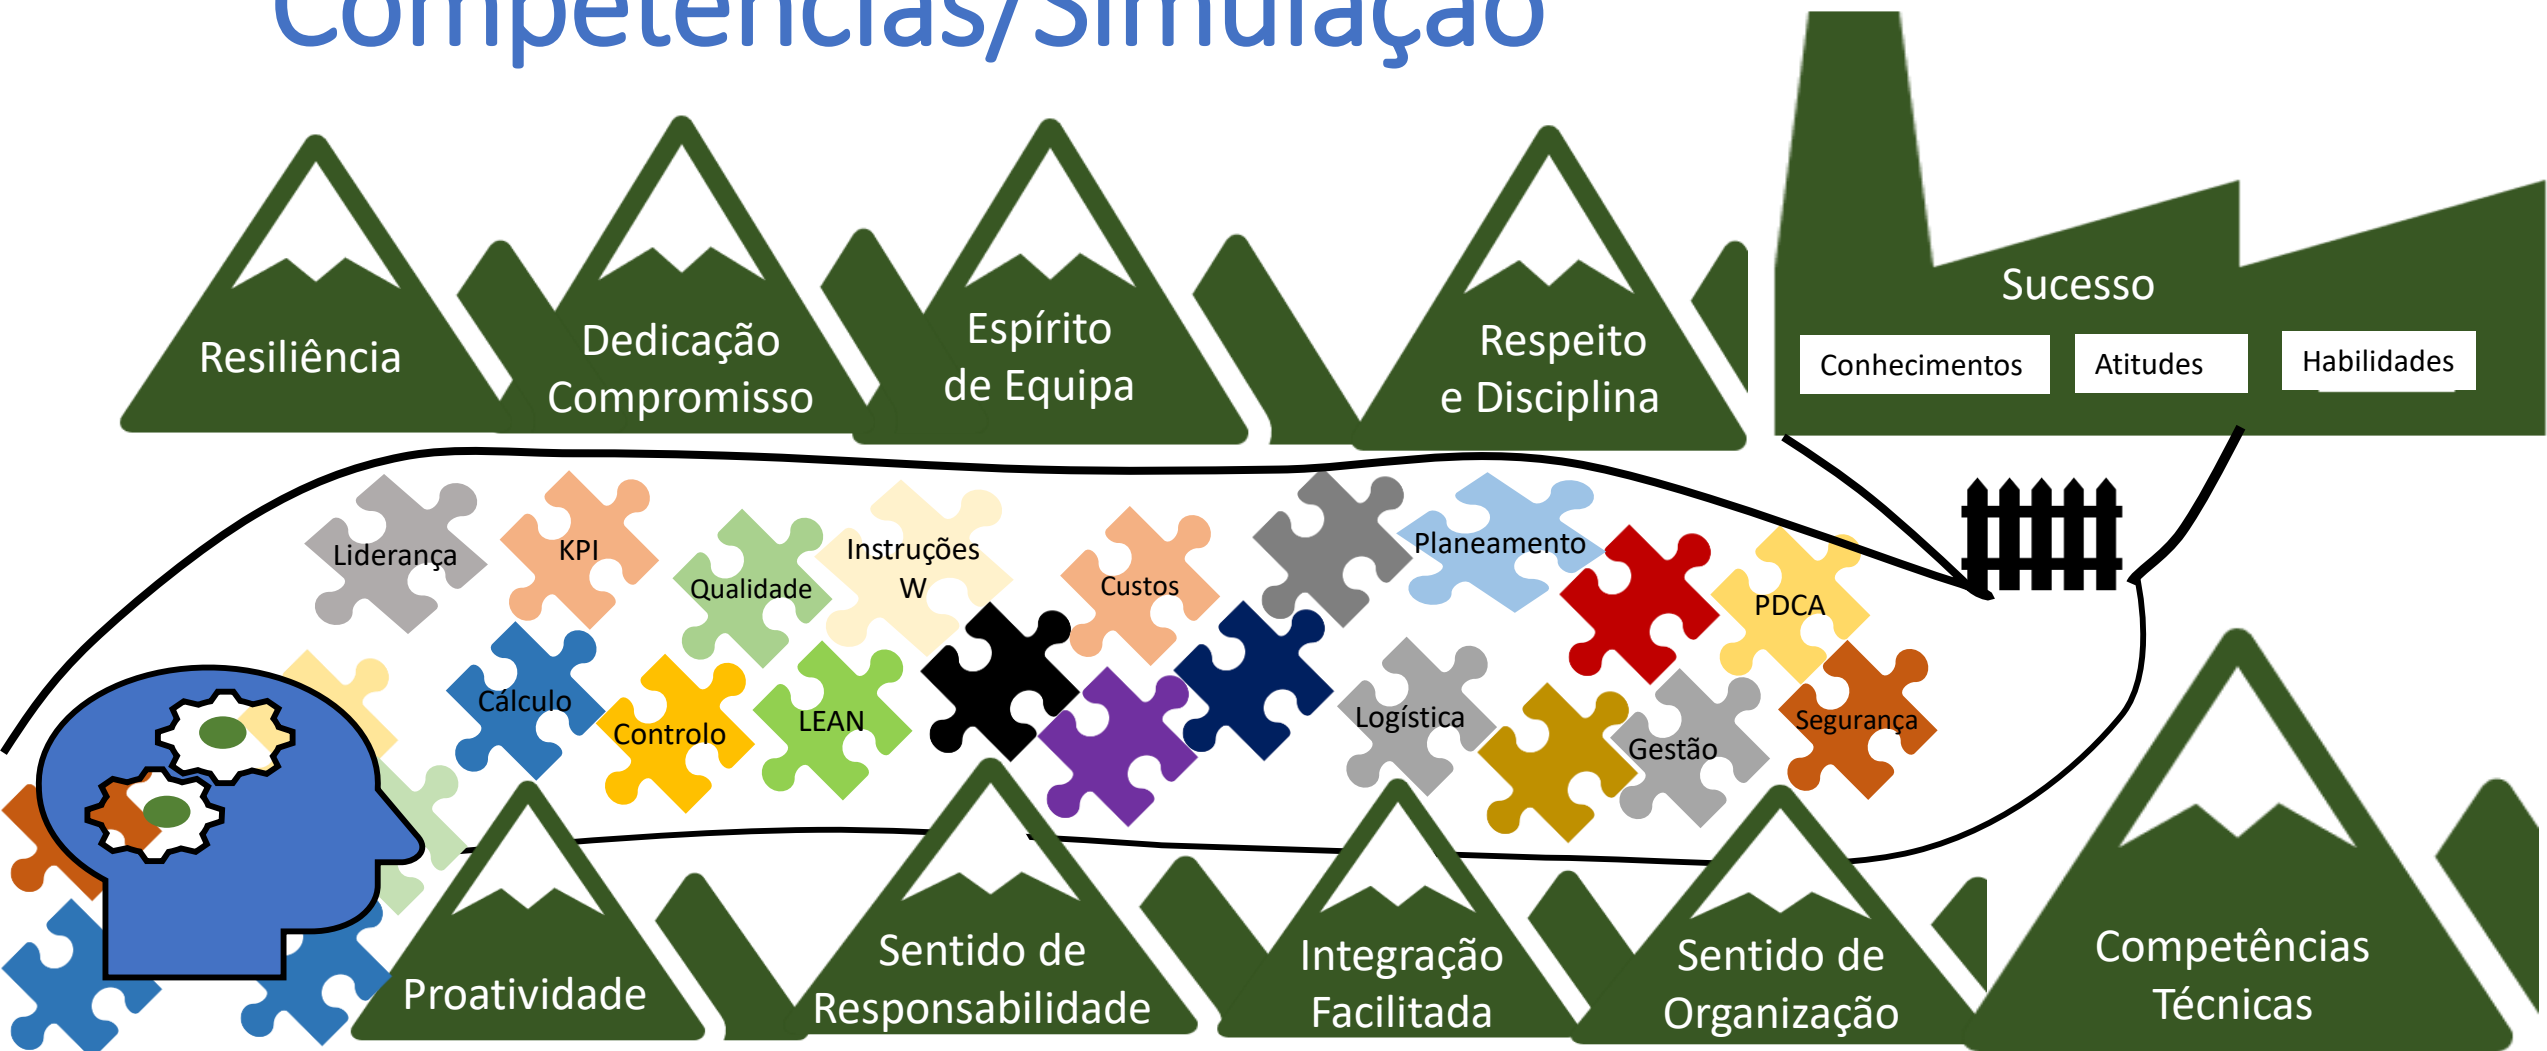 Competências/Simulação
Resiliência
Dedicação
Compromisso
Espírito
de Equipa
Respeito
e Disciplina
Sucesso
Conhecimentos
Atitudes
Habilidades
Liderança
KPI
Qualidade
Instruções
W
Custos
Planeamento
PDCA
Cálculo
Controlo
LEAN
Logística
Gestão
Segurança
Proatividade
Sentido de
Responsabilidade
Integração
Facilitada
Sentido de
Organização
Competências
Técnicas